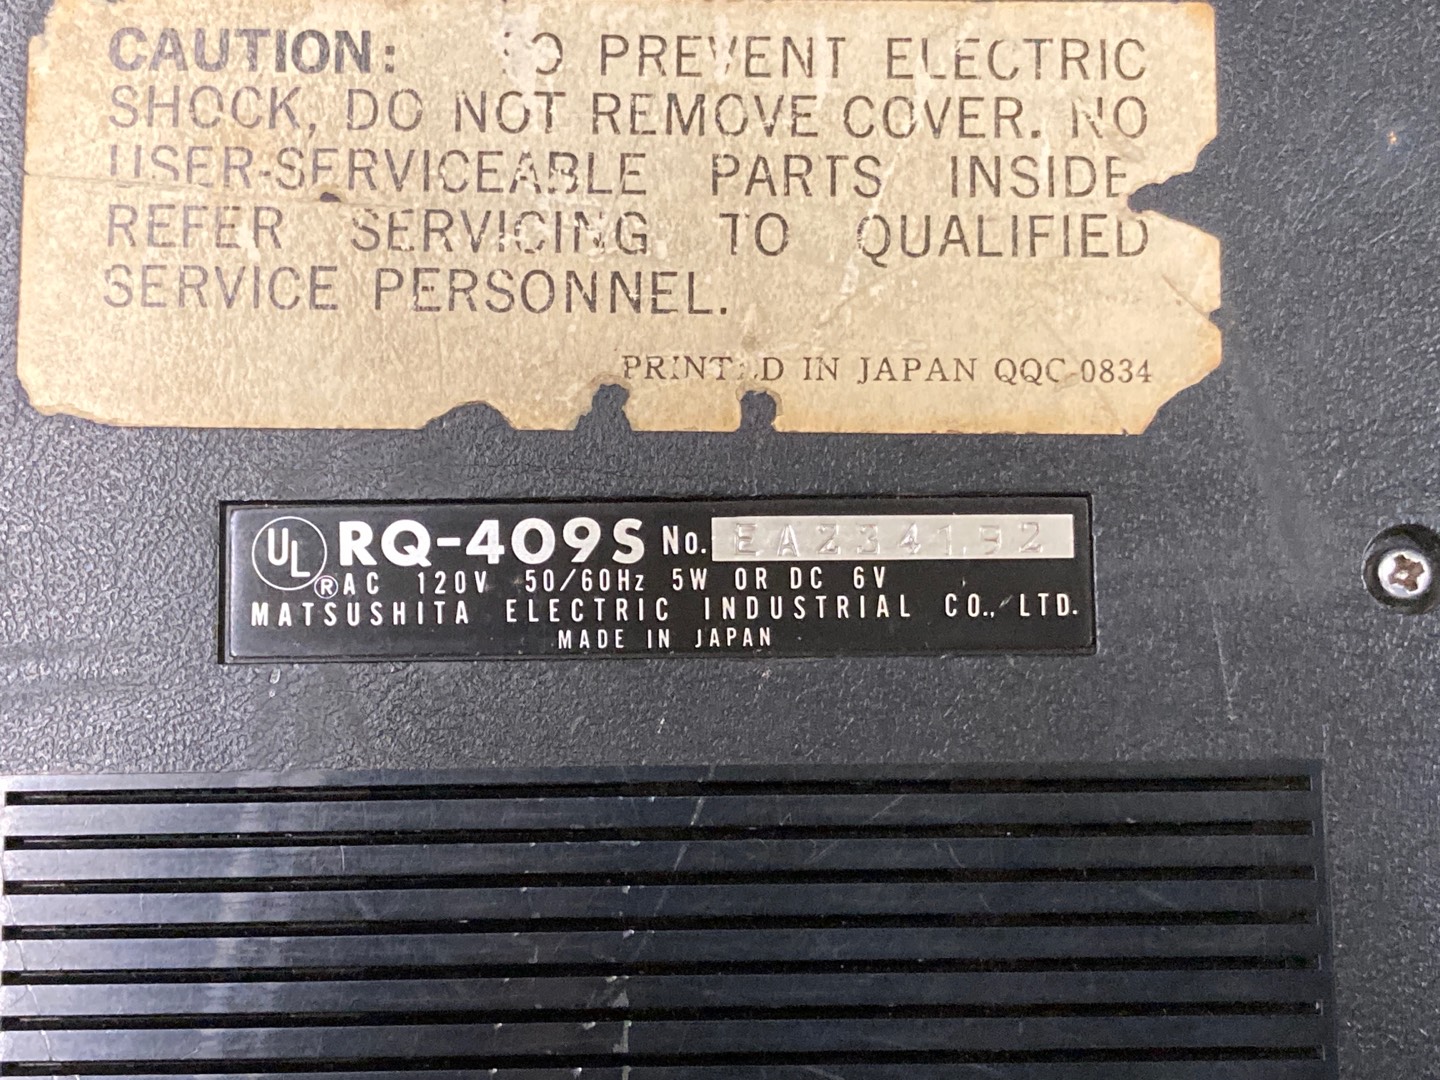 CAUTION: TO PREVENT ELECTRIC
SHOCK, DO NOT REMOVE COVER. NO
USER-SERVICEABLE PARTS INSIDE
REFER SERVICING TO QUALIFIED
SERVICE PERSONNEL.
PRINTED IN JAPAN QQC-0834
UL ® RQ-409S No. EA234192
AC 120V 50/60Hz 5W OR DC 6V
MATSUSHITA ELECTRIC INDUSTRIAL CO., LTD.
MADE IN JAPAN